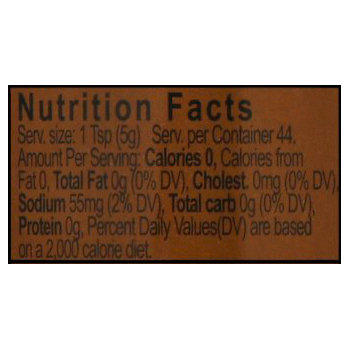 Nutrition Facts
Serv. size: 1 Tsp (5g) Serv. per Container 44,
Amount Per Serving: Calories 0, Calories from
Fat 0, Total Fat 0g (0% DV), Cholest. 0mg (0% DV),
Sodium 55mg (2% DV), Total carb 0g (0% DV),
Protein 0g, Percent Daily Values(DV) are based
on a 2,000 calorie diet.